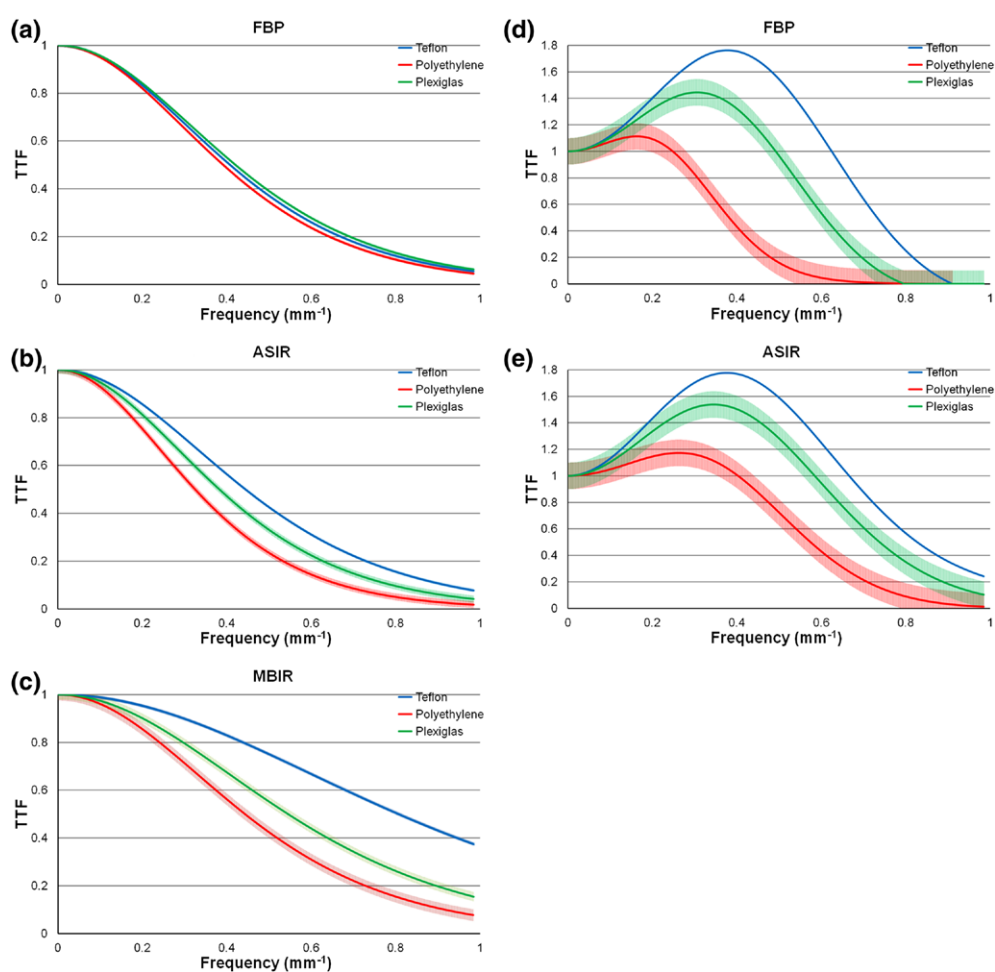 (a)
FBP
Teflon
Polyethylene
Plexiglas
1
0.8
0.6
0.4
0.2
0
TTF
0 0.2 0.4 0.6 0.8 1
Frequency (mm⁻¹)
(b)
ASIR
Teflon
Polyethylene
Plexiglas
1
0.8
0.6
0.4
0.2
0
TTF
0 0.2 0.4 0.6 0.8 1
Frequency (mm⁻¹)
(c)
MBIR
Teflon
Polyethylene
Plexiglas
1
0.8
0.6
0.4
0.2
0
TTF
0 0.2 0.4 0.6 0.8 1
Frequency (mm⁻¹)
(d)
FBP
Teflon
Polyethylene
Plexiglas
1.8
1.6
1.4
1.2
1
0.8
0.6
0.4
0.2
0
TTF
0 0.2 0.4 0.6 0.8 1
Frequency (mm⁻¹)
(e)
ASIR
Teflon
Polyethylene
Plexiglas
1.8
1.6
1.4
1.2
1
0.8
0.6
0.4
0.2
0
TTF
0 0.2 0.4 0.6 0.8 1
Frequency (mm⁻¹)